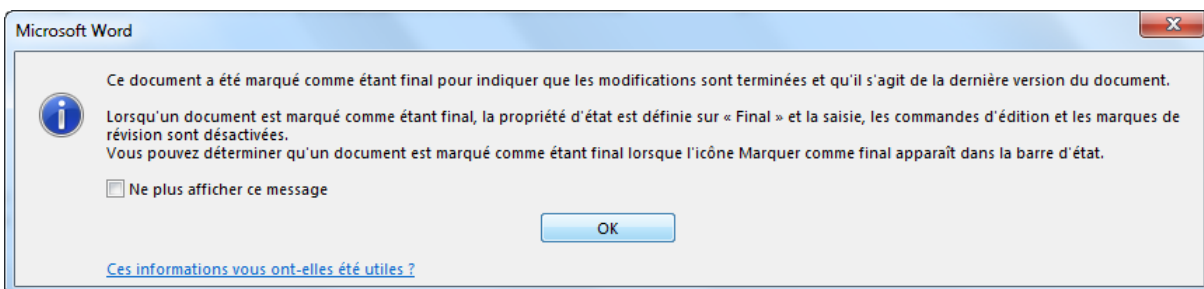 Microsoft Word
Ce document a été marqué comme étant final pour indiquer que les modifications sont terminées et qu'il s'agit de la dernière version du document.
Lorsqu'un document est marqué comme étant final, la propriété d'état est définie sur « Final » et la saisie, les commandes d'édition et les marques de
révision sont désactivées.
Vous pouvez déterminer qu'un document est marqué comme étant final lorsque l'icône Marquer comme final apparaît dans la barre d'état.
Ne plus afficher ce message
OK
Ces informations vous ont-elles été utiles ?